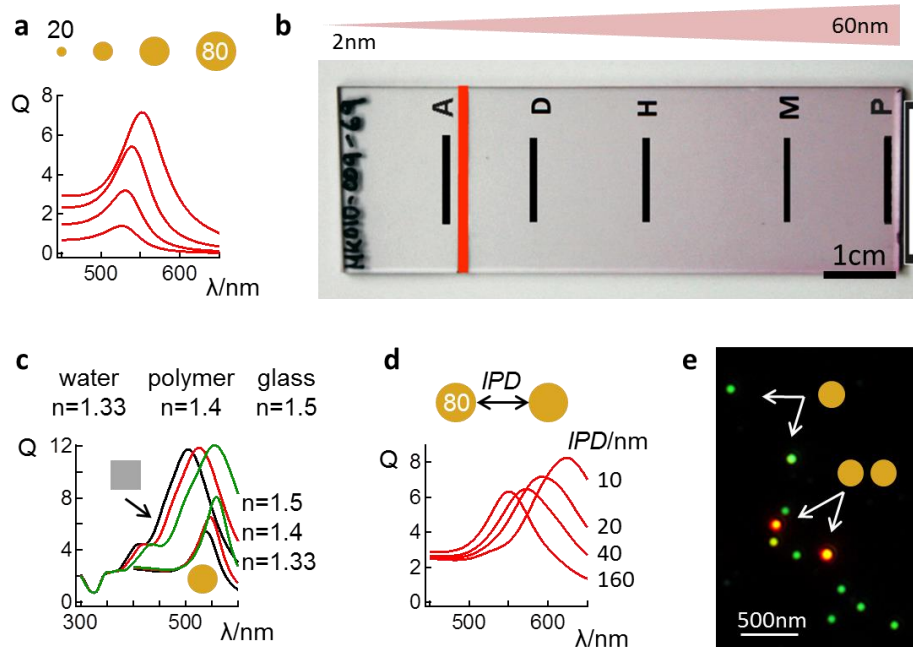 a
20
80
Q
8
6
4
2
0
500
600
λ/nm
b
2nm
60nm
A
D
H
M
P
1cm
c
water
polymer
glass
n=1.33
n=1.4
n=1.5
12
Q
8
4
0
n=1.5
n=1.4
n=1.33
300
500
λ/nm
d
IPD
80
IPD/nm
Q
8
6
4
2
0
10
20
40
160
500
600
λ/nm
e
500nm